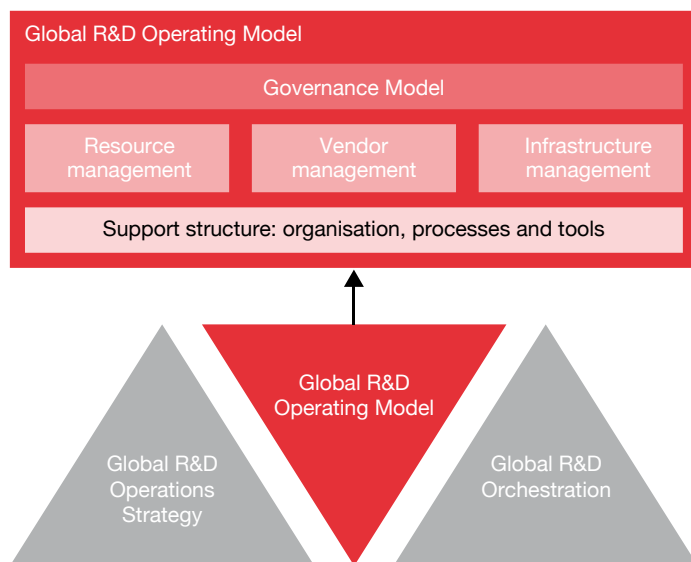 Global R&D Operating Model
Governance Model
Resource
management
Vendor
management
Infrastructure
management
Support structure: organisation, processes and tools
Global R&D
Operating Model
Global R&D
Operations
Strategy
Global R&D
Orchestration